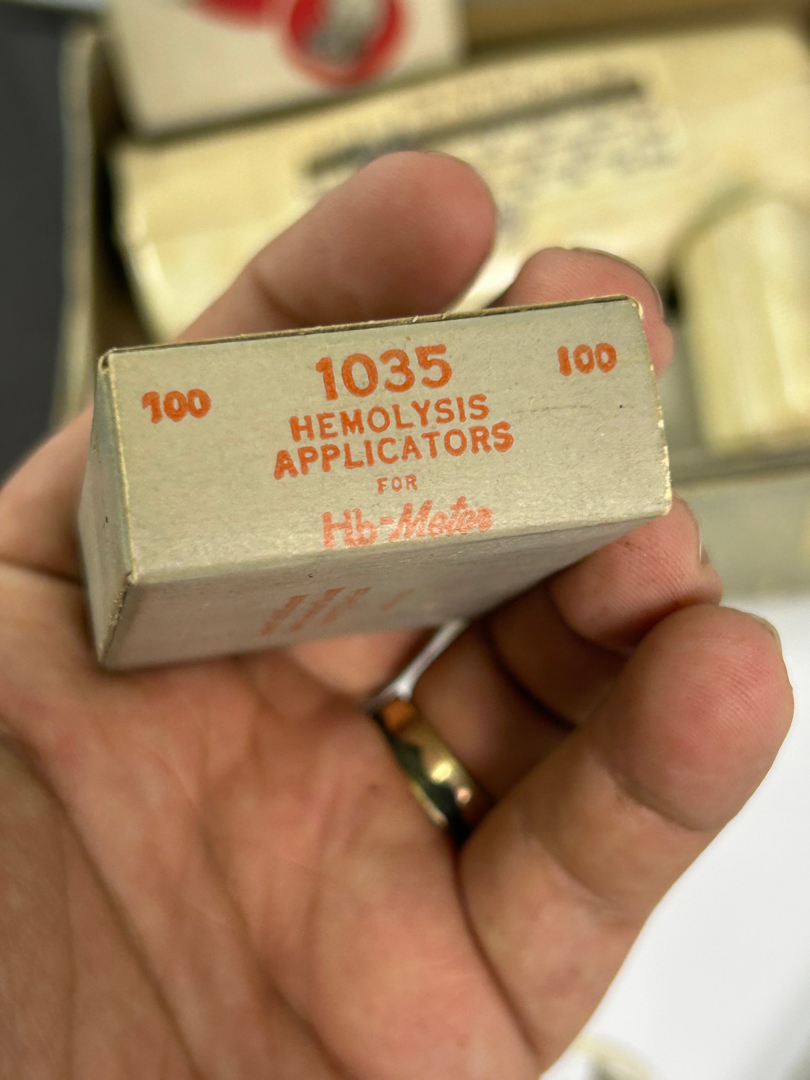 100 1035 100
HEMOLYSIS
APPLICATORS
FOR
Hb-Meter